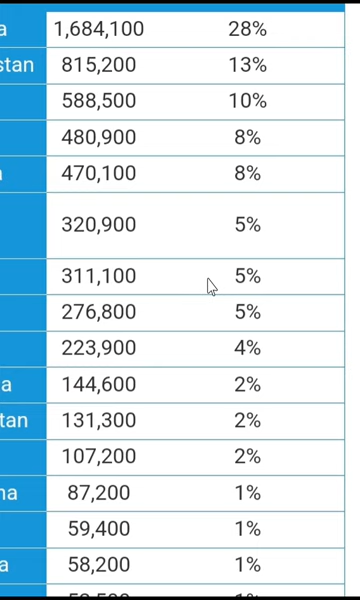 a 1,684,100 28%
stan 815,200 13%
588,500 10%
480,900 8%
a 470,100 8%
320,900 5%
311,100 5%
276,800 5%
223,900 4%
a 144,600 2%
tan 131,300 2%
107,200 2%
na 87,200 1%
59,400 1%
a 58,200 1%